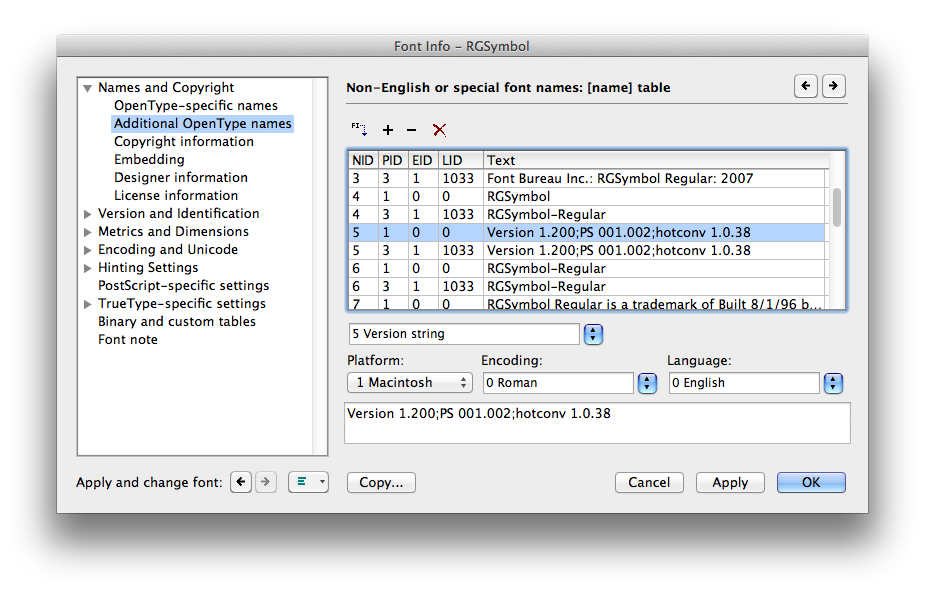 Font Info – RGSymbol
Names and Copyright
OpenType-specific names
Additional OpenType names
Copyright information
Embedding
Designer information
License information
Version and Identification
Metrics and Dimensions
Encoding and Unicode
Hinting Settings
PostScript-specific settings
TrueType-specific settings
Binary and custom tables
Font note
Non-English or special font names: [name] table
FI
NID PID EID LID Text
3 3 1 1033 Font Bureau Inc.: RGSymbol Regular: 2007
4 1 0 0 RGSymbol
4 3 1 1033 RGSymbol-Regular
5 1 0 0 Version 1.200;PS 001.002;hotconv 1.0.38
5 3 1 1033 Version 1.200;PS 001.002;hotconv 1.0.38
6 1 0 0 RGSymbol-Regular
6 3 1 1033 RGSymbol-Regular
7 1 0 0 RGSymbol Regular is a trademark of Built 8/1/96 b...
5 Version string
Platform: Encoding: Language:
1 Macintosh 0 Roman 0 English
Version 1.200;PS 001.002;hotconv 1.0.38
Apply and change font: Copy... Cancel Apply OK